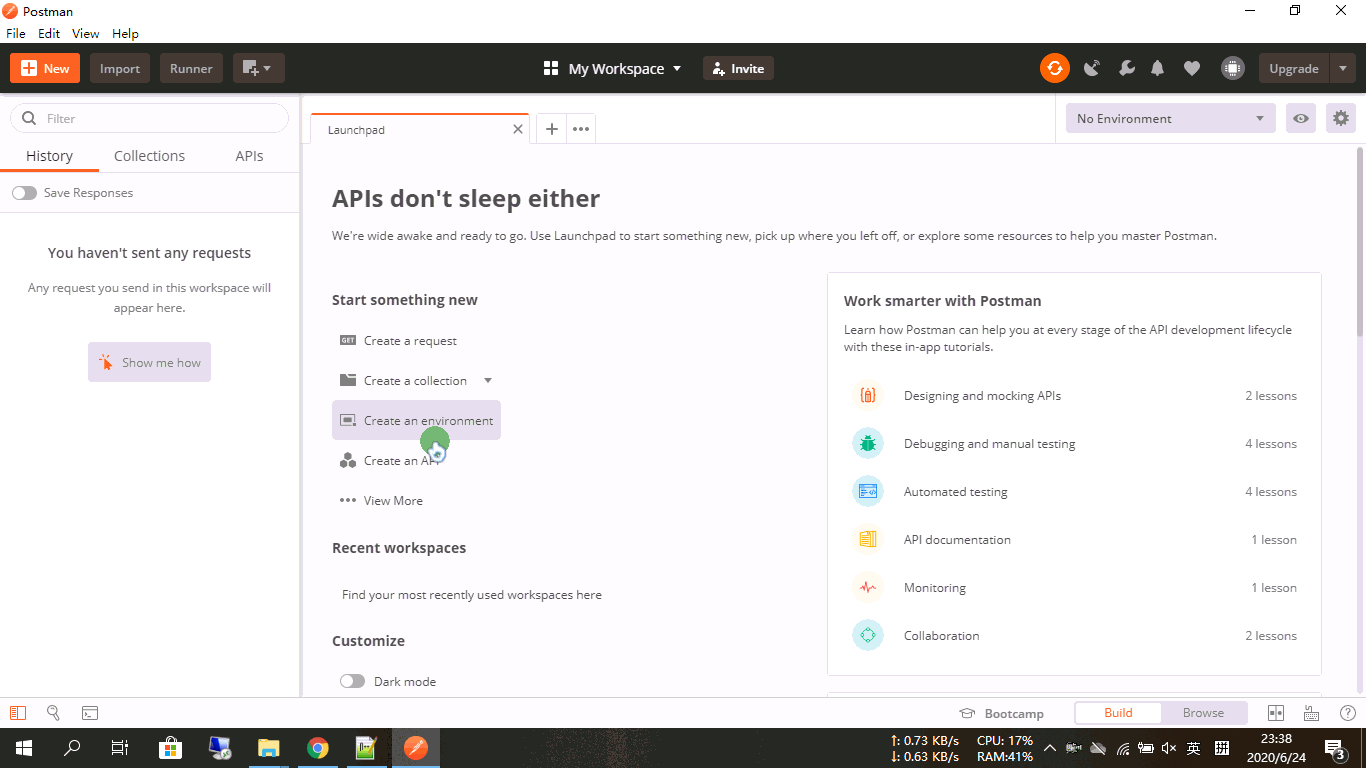 Postman
File Edit View Help
New Import Runner My Workspace Invite Upgrade
Filter
Launchpad
No Environment
History Collections APIs
Save Responses
You haven't sent any requests
Any request you send in this workspace will
appear here.
Show me how
APIs don't sleep either
We're wide awake and ready to go. Use Launchpad to start something new, pick up where you left off, or explore some resources to help you master Postman.
Start something new
GET Create a request
Create a collection
Create an environment
Create an API
View More
Recent workspaces
Find your most recently used workspaces here
Customize
Dark mode
Work smarter with Postman
Learn how Postman can help you at every stage of the API development lifecycle
with these in-app tutorials.
Designing and mocking APIs 2 lessons
Debugging and manual testing 4 lessons
Automated testing 4 lessons
API documentation 1 lesson
Monitoring 1 lesson
Collaboration 2 lessons
Bootcamp Build Browse
↑: 0.73 KB/s CPU: 17%
↓: 0.63 KB/s RAM:41%
英 拼
23:38
2020/6/24
3